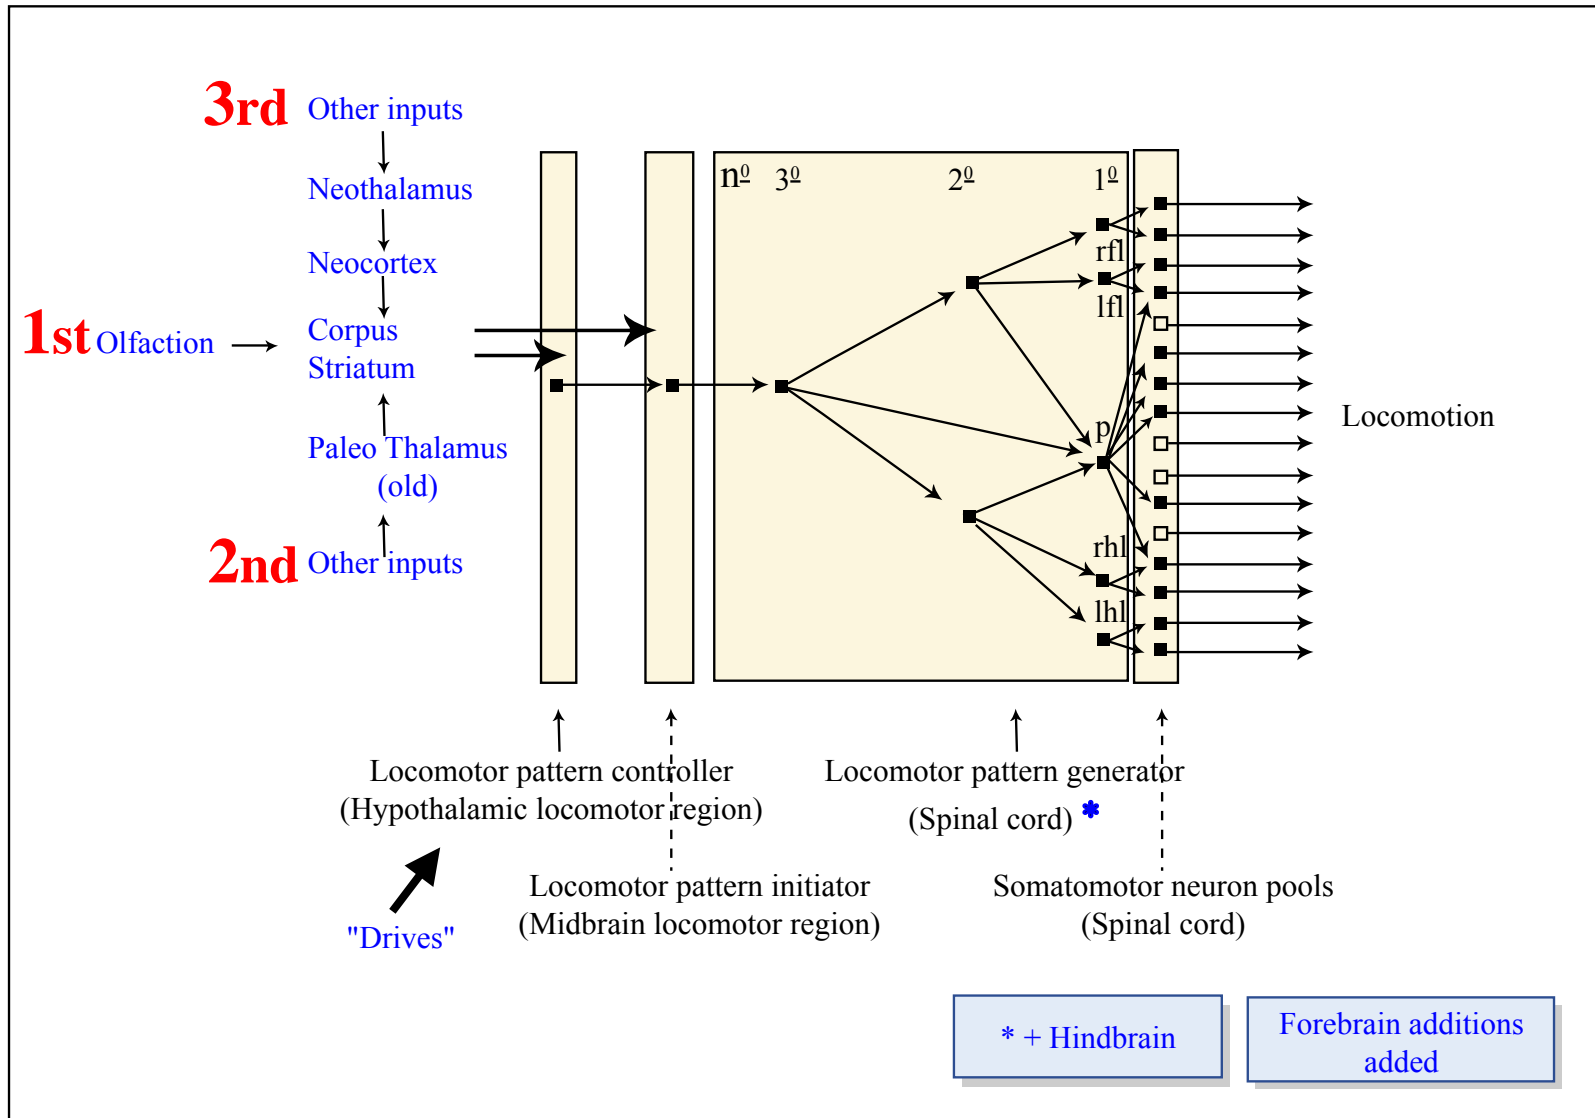 3rd Other inputs
Neothalamus
Neocortex
1st Olfaction
Corpus
Striatum
Paleo Thalamus
(old)
2nd Other inputs
nº 3º 2º 1º
rfl
lfl
p
rhl
lhl
Locomotion
Locomotor pattern controller
(Hypothalamic locomotor region)
Locomotor pattern generator
(Spinal cord) *
"Drives"
Locomotor pattern initiator
(Midbrain locomotor region)
Somatomotor neuron pools
(Spinal cord)
* + Hindbrain
Forebrain additions
added